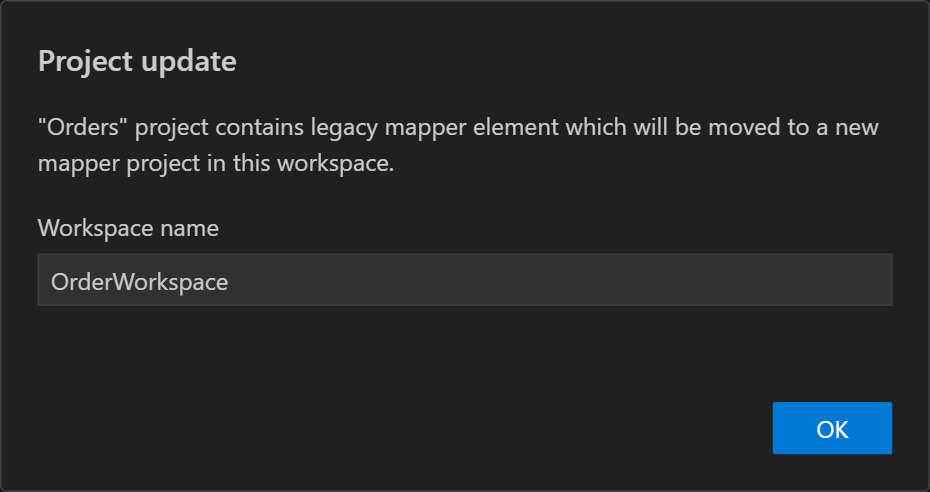 Project update
"Orders" project contains legacy mapper element which will be moved to a new
mapper project in this workspace.
Workspace name
OrderWorkspace
OK